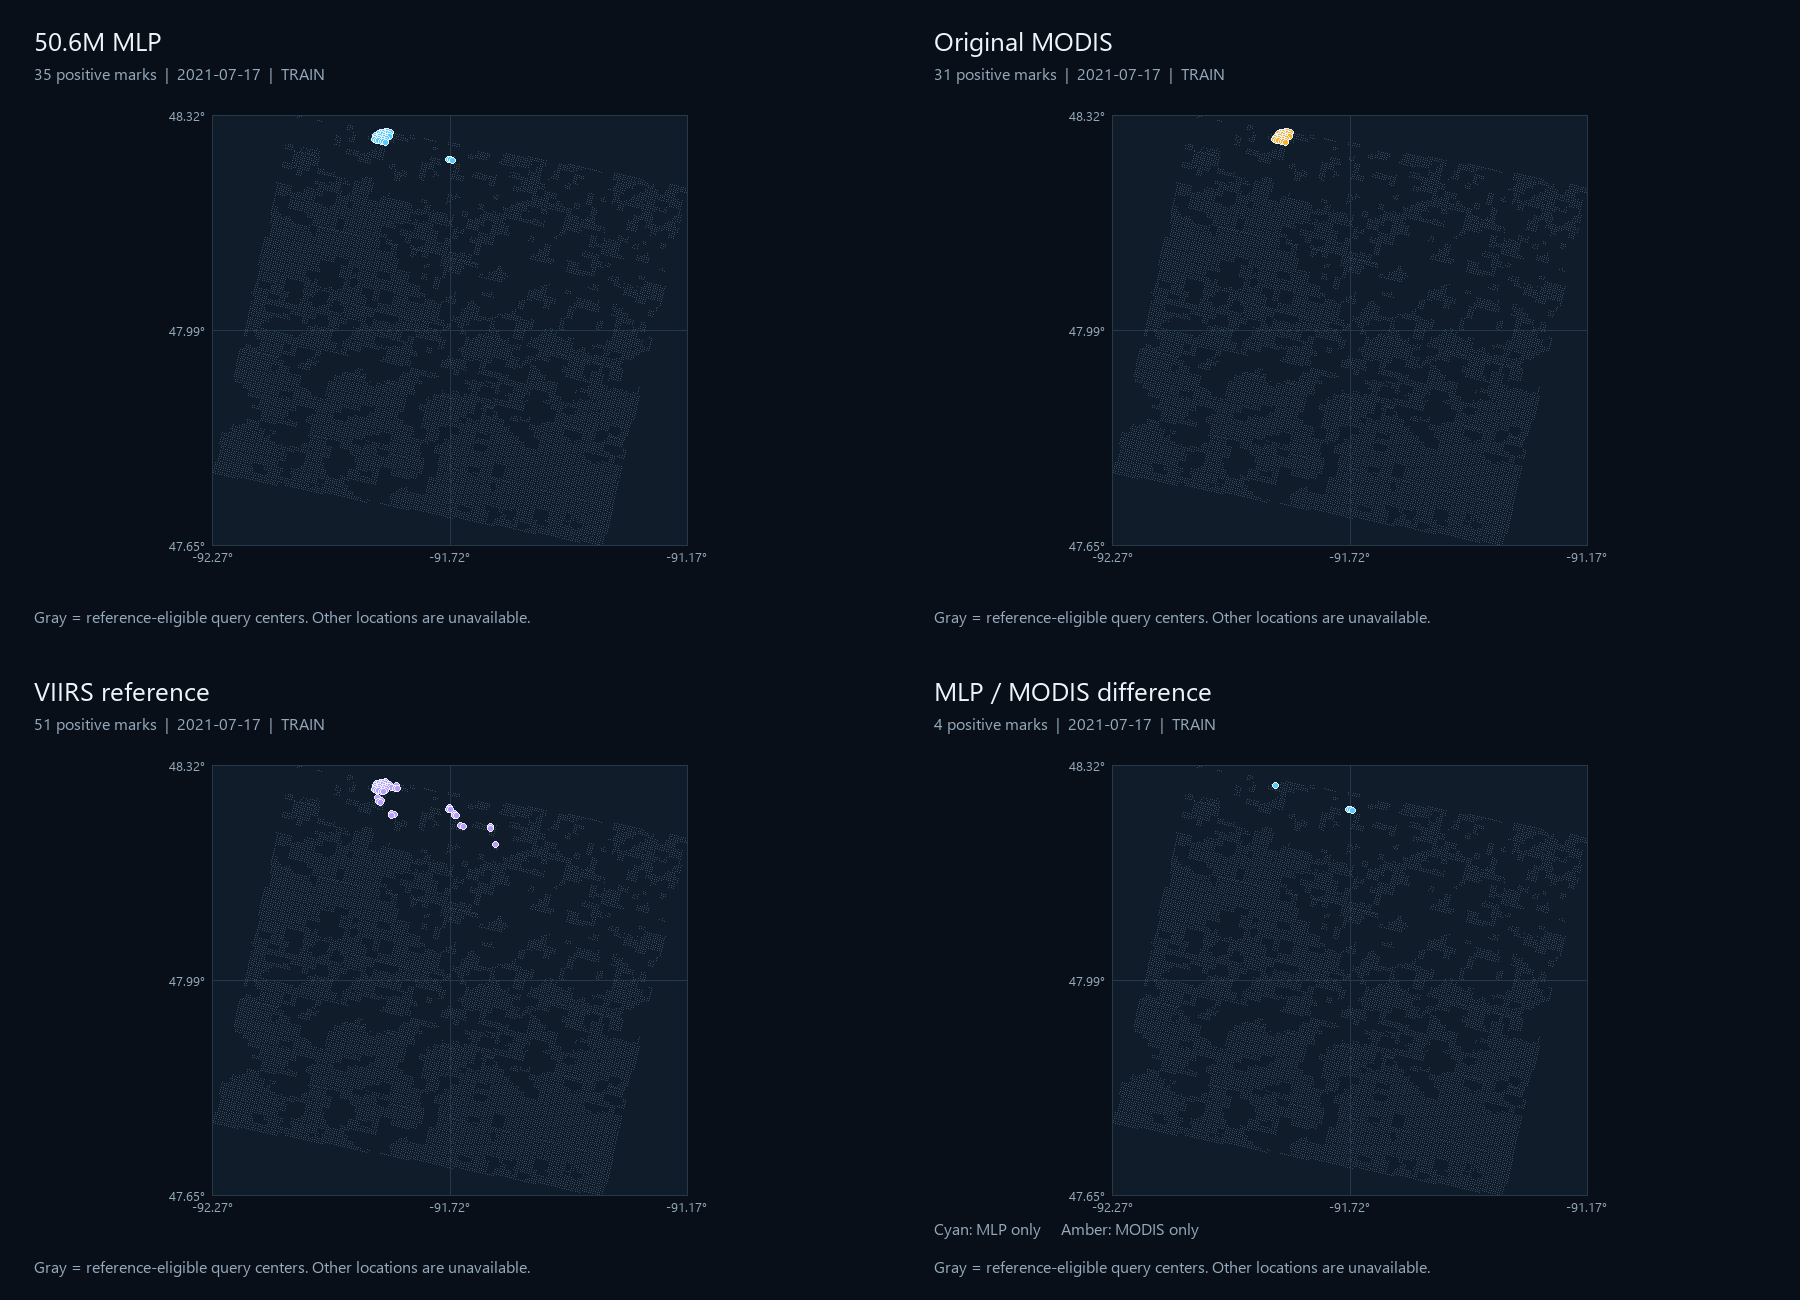 50.6M MLP
35 positive marks | 2021-07-17 | TRAIN
48.32°
47.99°
47.65°
-92.27° -91.72° -91.17°
Gray = reference-eligible query centers. Other locations are unavailable.
Original MODIS
31 positive marks | 2021-07-17 | TRAIN
48.32°
47.99°
47.65°
-92.27° -91.72° -91.17°
Gray = reference-eligible query centers. Other locations are unavailable.
VIIRS reference
51 positive marks | 2021-07-17 | TRAIN
48.32°
47.99°
47.65°
-92.27° -91.72° -91.17°
Gray = reference-eligible query centers. Other locations are unavailable.
MLP / MODIS difference
4 positive marks | 2021-07-17 | TRAIN
48.32°
47.99°
47.65°
-92.27° -91.72° -91.17°
Cyan: MLP only Amber: MODIS only
Gray = reference-eligible query centers. Other locations are unavailable.